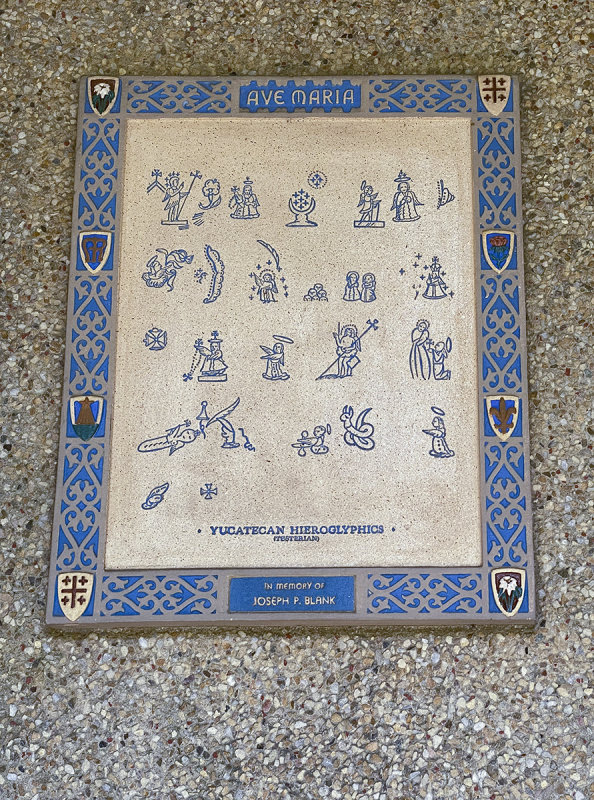 AVE MARIA
• YUCATECAN HIEROGLYPHICS •
(TESTERIAN)
IN MEMORY OF
JOSEPH P. BLANK